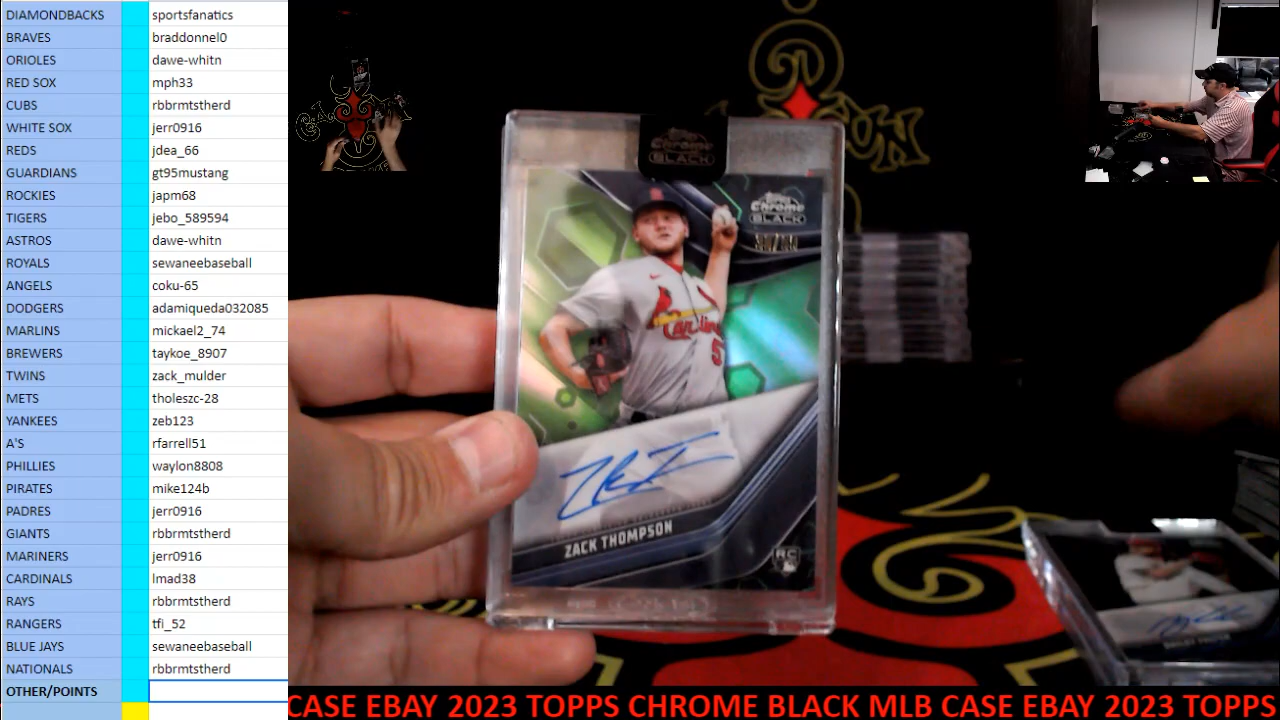 DIAMONDBACKS sportsfanatics
BRAVES braddonnel0
ORIOLES dawe-whitn
RED SOX mph33
CUBS rbbrmtstherd
WHITE SOX jerr0916
REDS jdea_66
GUARDIANS gt95mustang
ROCKIES japm68
TIGERS jebo_589594
ASTROS dawe-whitn
ROYALS sewaneebaseball
ANGELS coku-65
DODGERS adamiqueda032085
MARLINS mickael2_74
BREWERS taykoe_8907
TWINS zack_mulder
METS tholeszc-28
YANKEES zeb123
A'S rfarrell51
PHILLIES waylon8808
PIRATES mike124b
PADRES jerr0916
GIANTS rbbrmtstherd
MARINERS jerr0916
CARDINALS lmad38
RAYS rbbrmtstherd
RANGERS tfi_52
BLUE JAYS sewaneebaseball
NATIONALS rbbrmtstherd
OTHER/POINTS
Chrome
BLACK
Topps
Chrome
BLACK
Cardinals
5
ZACK THOMPSON
RC
CASE EBAY 2023 TOPPS CHROME BLACK MLB CASE EBAY 2023 TOPPS